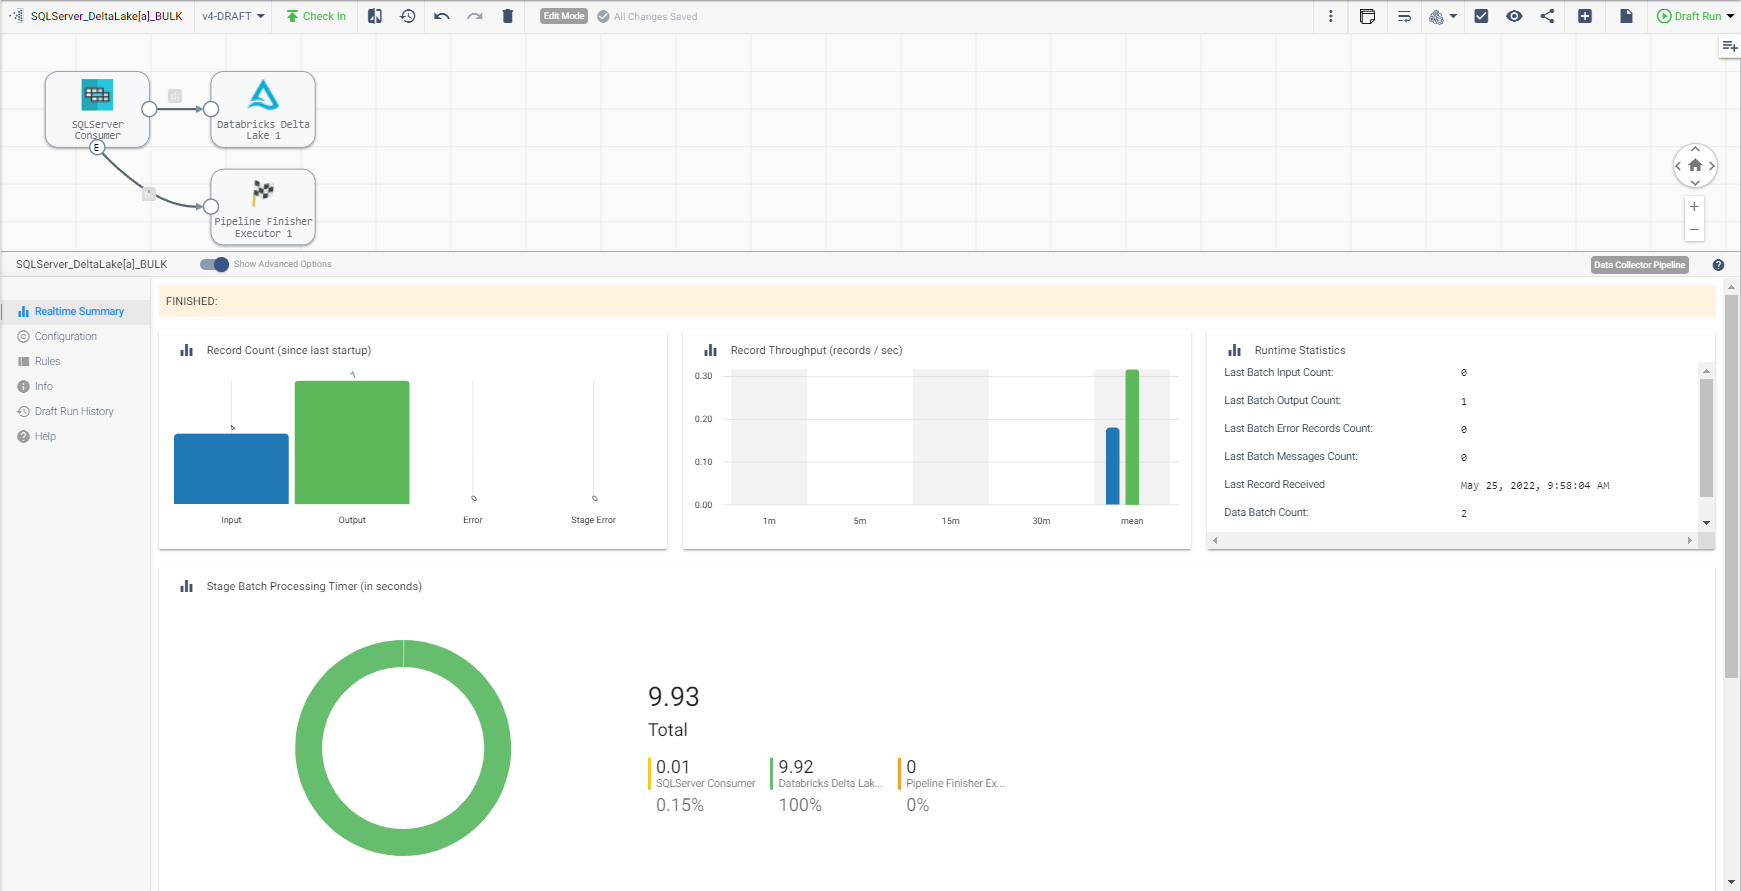 SQLServer_DeltaLake[a]_BULK
v4-DRAFT
Check In
Edit Mode
All Changes Saved
Draft Run
SQLServer
Consumer
E
Databricks Delta
Lake 1
Pipeline Finisher
Executor 1
SQLServer_DeltaLake[a]_BULK
Show Advanced Options
Data Collector Pipeline
Realtime Summary
Configuration
Rules
Info
Draft Run History
Help
FINISHED:
Record Count (since last startup)
4
7
0
0
Input
Output
Error
Stage Error
Record Throughput (records / sec)
0.30
0.20
0.10
0.00
1m
5m
15m
30m
mean
Runtime Statistics
Last Batch Input Count:
0
Last Batch Output Count:
1
Last Batch Error Records Count:
0
Last Batch Messages Count:
0
Last Record Received
May 25, 2022, 9:58:04 AM
Data Batch Count:
2
Stage Batch Processing Timer (in seconds)
9.93
Total
0.01
SQLServer Consumer
0.15%
9.92
Databricks Delta Lak...
100%
0
Pipeline Finisher Ex...
0%